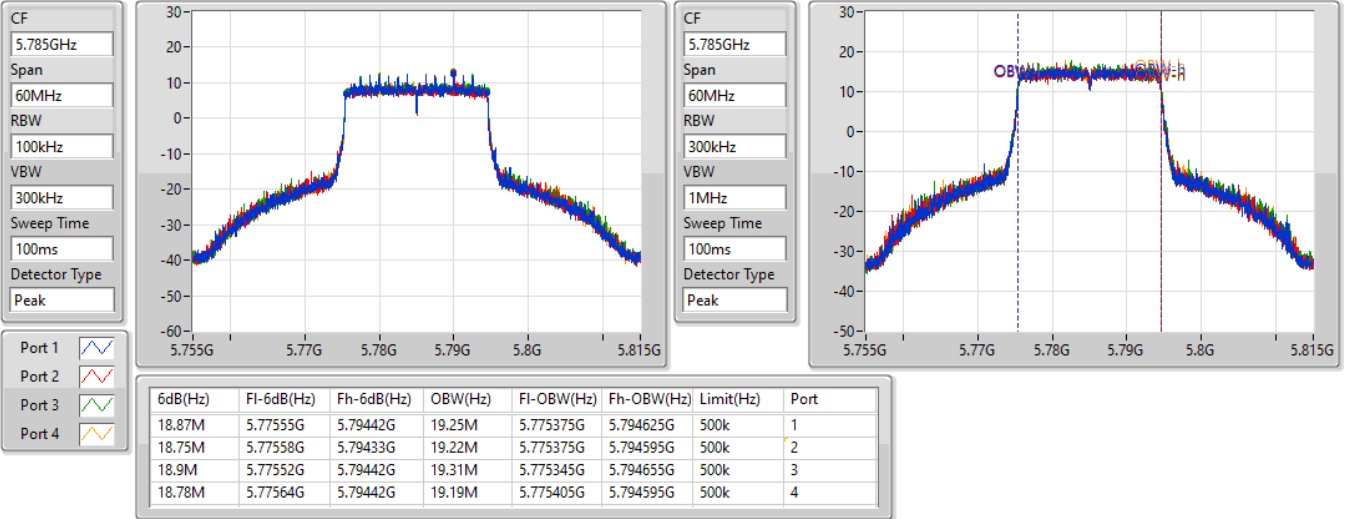 CF
5.785GHz
Span
60MHz
RBW
100kHz
VBW
300kHz
Sweep Time
100ms
Detector Type
Peak
30
20
10
0
-10
-20
-30
-40
-50
-60
5.755G 5.77G 5.78G 5.79G 5.8G 5.815G
CF
5.785GHz
Span
60MHz
RBW
300kHz
VBW
1MHz
Sweep Time
100ms
Detector Type
Peak
30
20
10
0
-10
-20
-30
-40
-50
OBW-h
5.755G 5.77G 5.78G 5.79G 5.8G 5.815G
Port 1
Port 2
Port 3
Port 4
6dB(Hz) Fl-6dB(Hz) Fh-6dB(Hz) OBW(Hz) Fl-OBW(Hz) Fh-OBW(Hz) Limit(Hz) Port
18.87M 5.77555G 5.79442G 19.25M 5.775375G 5.794625G 500k 1
18.75M 5.77558G 5.79433G 19.22M 5.775375G 5.794595G 500k 2
18.9M 5.77552G 5.79442G 19.31M 5.775345G 5.794655G 500k 3
18.78M 5.77564G 5.79442G 19.19M 5.775405G 5.794595G 500k 4